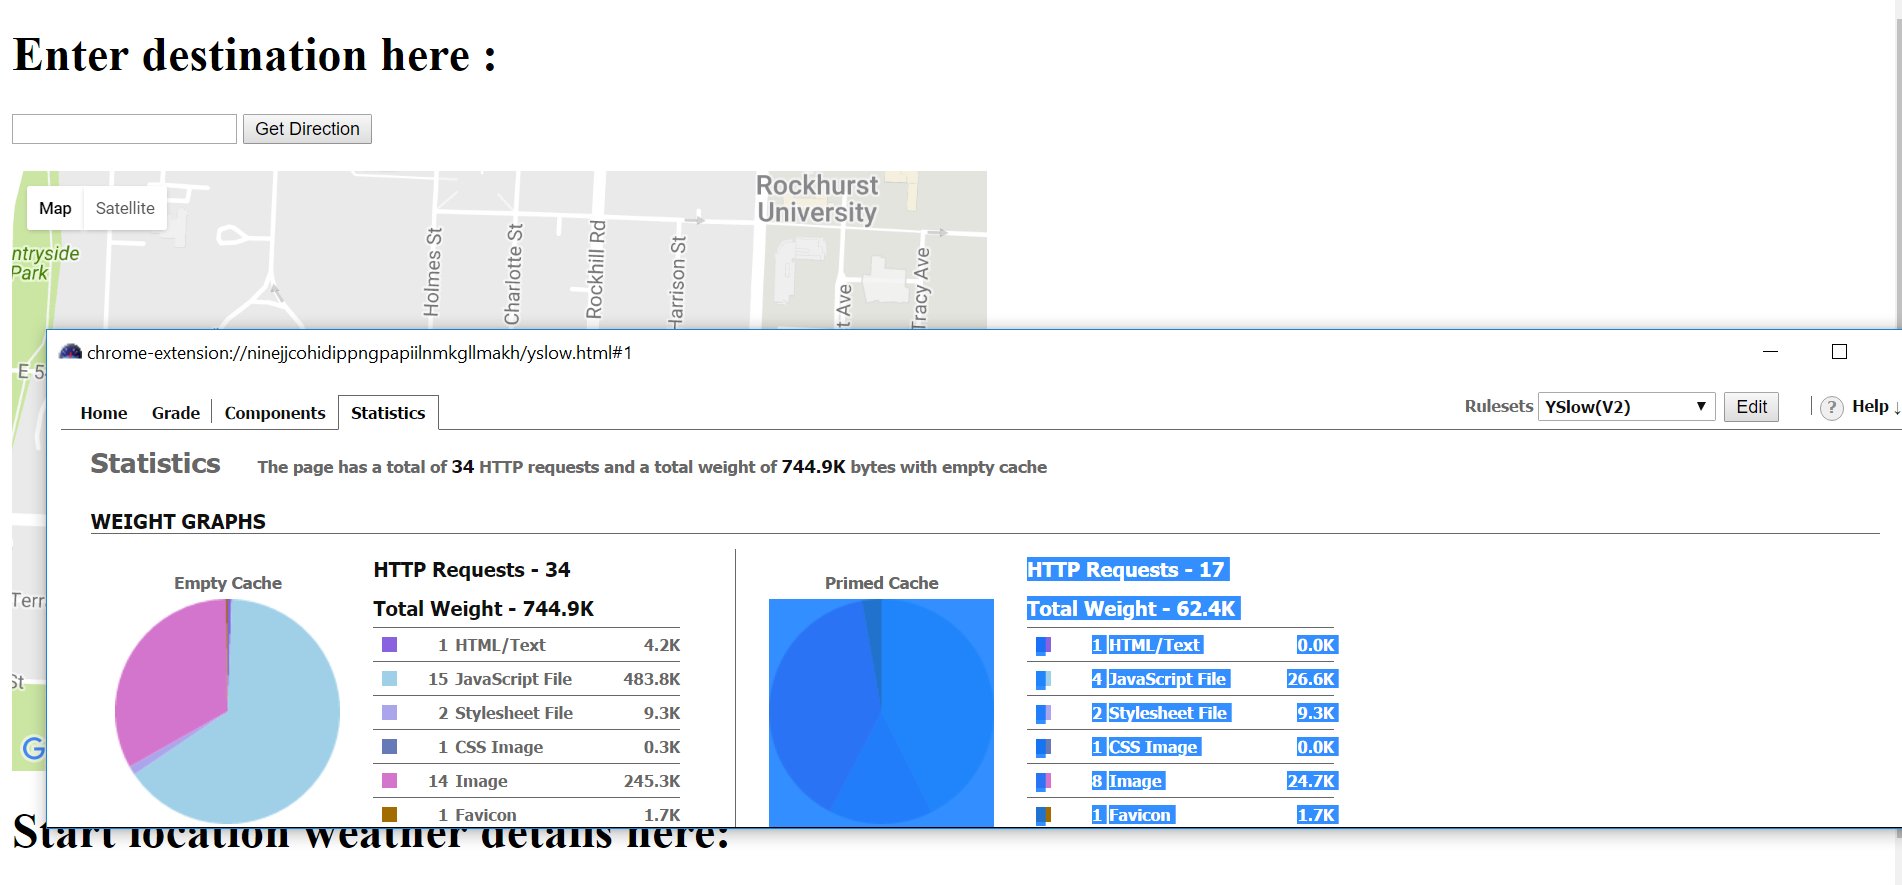 Enter destination here :
Get Direction
Map Satellite
Rockhurst
University
ntryside
Park
Holmes St
Charlotte St
Rockhill Rd
Harrison St
t Ave
Tracy Ave
E 5
Terr
St
G
chrome-extension://ninejjcohidippngpapiilnmkgllmakh/yslow.html#1
Home Grade Components Statistics
Rulesets YSlow(V2) Edit ? Help ↓
Statistics The page has a total of 34 HTTP requests and a total weight of 744.9K bytes with empty cache
WEIGHT GRAPHS
Empty Cache
HTTP Requests - 34
Total Weight - 744.9K
1 HTML/Text 4.2K
15 JavaScript File 483.8K
2 Stylesheet File 9.3K
1 CSS Image 0.3K
14 Image 245.3K
1 Favicon 1.7K
Primed Cache
HTTP Requests - 17
Total Weight - 62.4K
1 HTML/Text 0.0K
4 JavaScript File 26.6K
2 Stylesheet File 9.3K
1 CSS Image 0.0K
8 Image 24.7K
1 Favicon 1.7K
Start location weather details here: